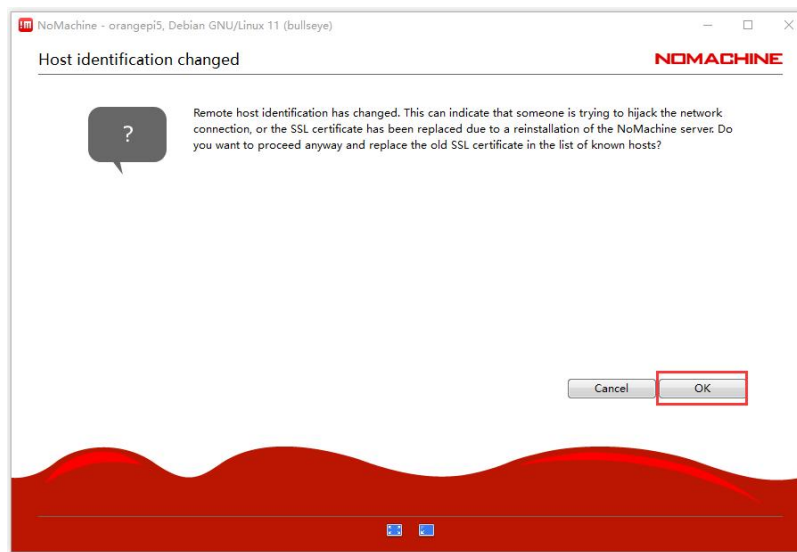 NoMachine - orangepi5, Debian GNU/Linux 11 (bullseye)
Host identification changed
NOMACHINE
?
Remote host identification has changed. This can indicate that someone is trying to hijack the network
connection, or the SSL certificate has been replaced due to a reinstallation of the NoMachine server. Do
you want to proceed anyway and replace the old SSL certificate in the list of known hosts?
Cancel
OK